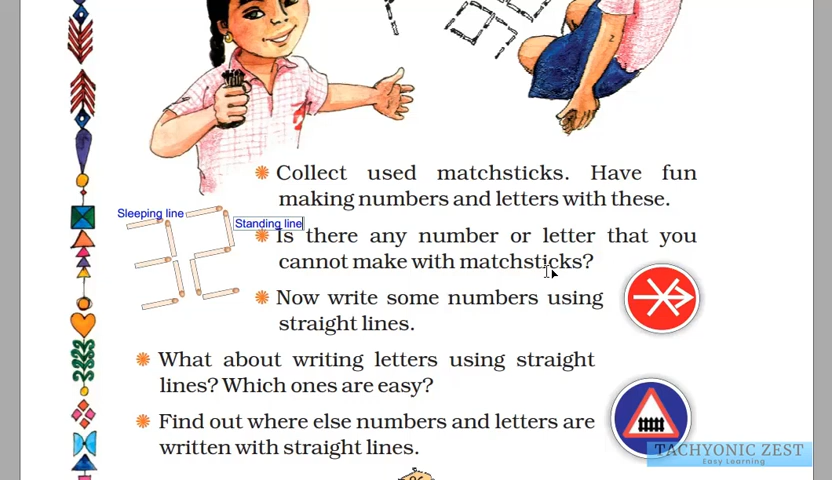 Collect used matchsticks. Have fun
making numbers and letters with these.
Sleeping line
Standing line
32
Is there any number or letter that you
cannot make with matchsticks?
Now write some numbers using
straight lines.
What about writing letters using straight
lines? Which ones are easy?
Find out where else numbers and letters are
written with straight lines.
TACHYONIC ZEST
Easy Learning